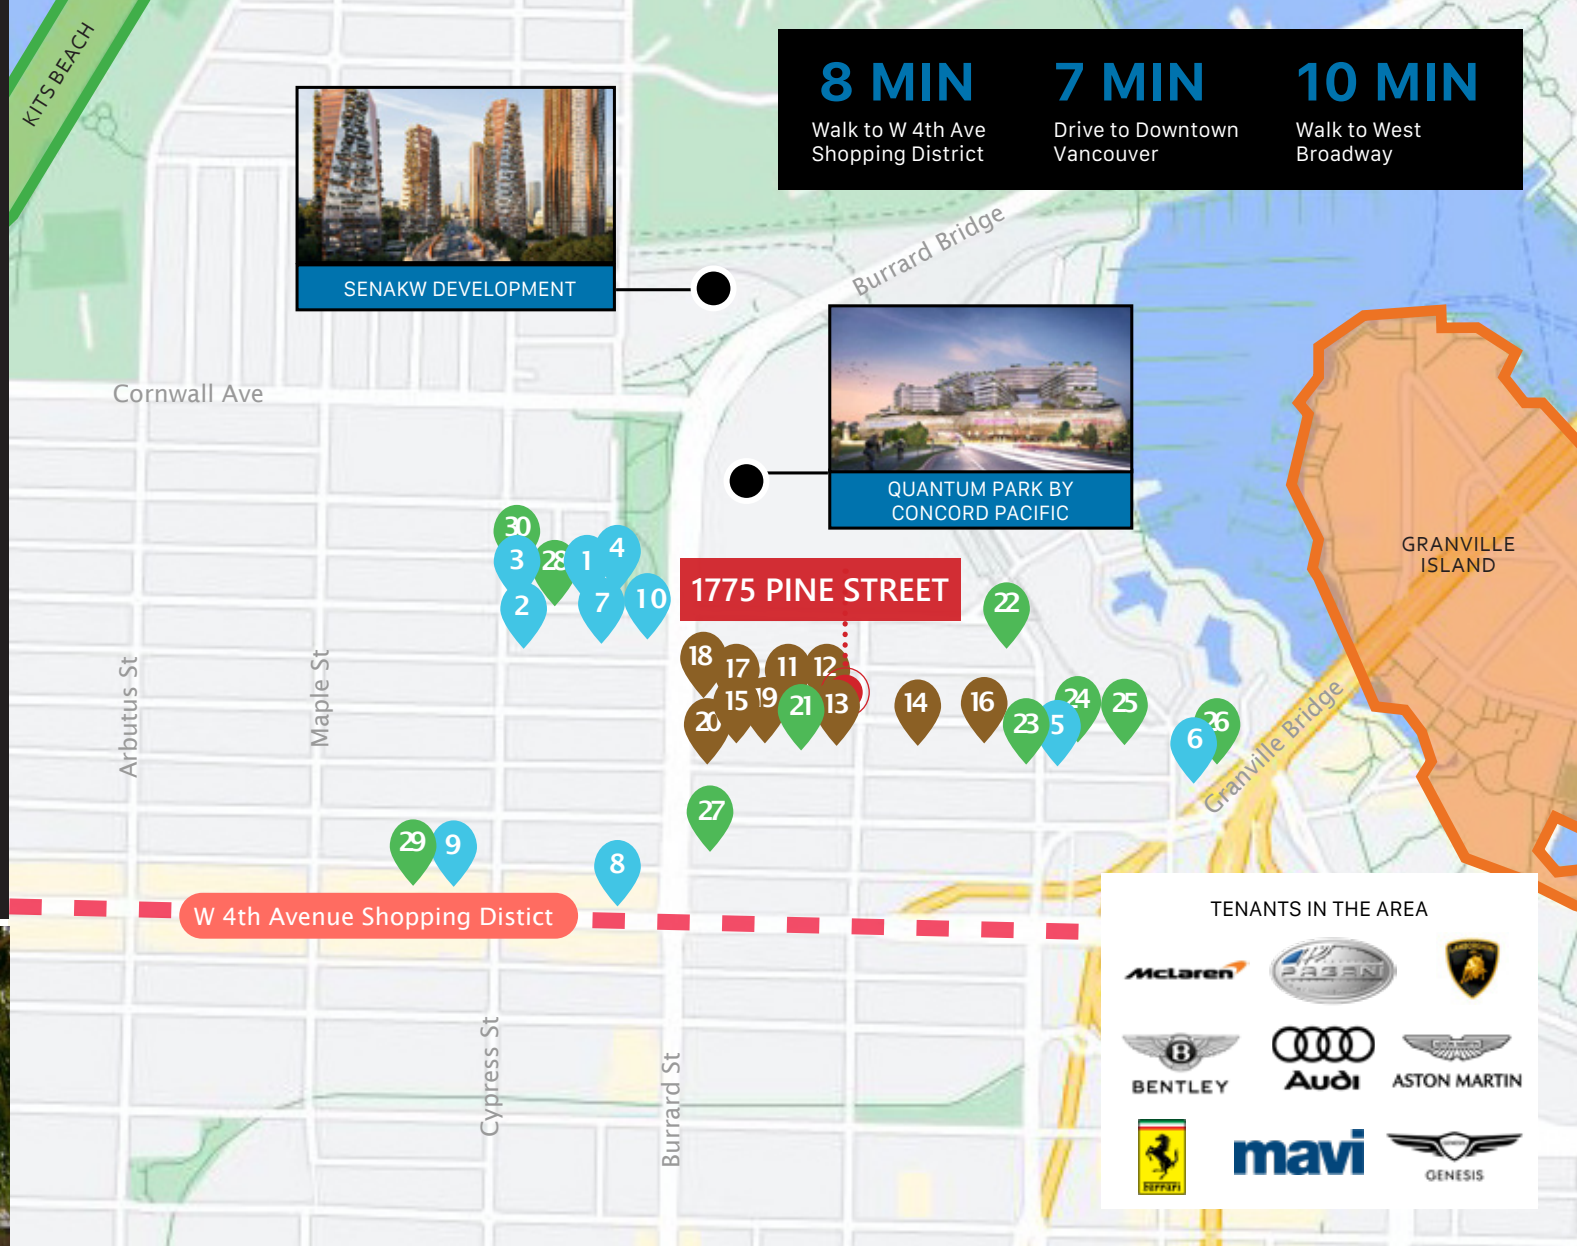 KITS BEACH
8 MIN
Walk to W 4th Ave
Shopping District
7 MIN
Drive to Downtown
Vancouver
10 MIN
Walk to West
Broadway
SENAKW DEVELOPMENT
Burrard Bridge
QUANTUM PARK BY
CONCORD PACIFIC
Cornwall Ave
GRANVILLE
ISLAND
30
3
28
1
4
2
7
10
1775 PINE STREET
22
18
17
11
12
15
19
21
13
20
14
16
23
5
24
25
6
26
Granville Bridge
Arbutus St
Maple St
27
29
9
8
W 4th Avenue Shopping Distict
Cypress St
Burrard St
TENANTS IN THE AREA
McLaren
PAGANI
LAMBORGHINI
B
BENTLEY
Audi
ASTON MARTIN
Ferrari
mavi
GENESIS
GENESIS